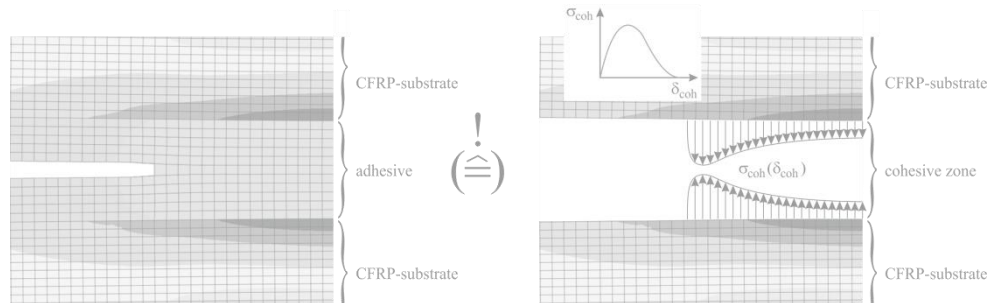 CFRP-substrate
adhesive
CFRP-substrate
!
(≙)
σcoh
δcoh
CFRP-substrate
σcoh(δcoh)
cohesive zone
CFRP-substrate